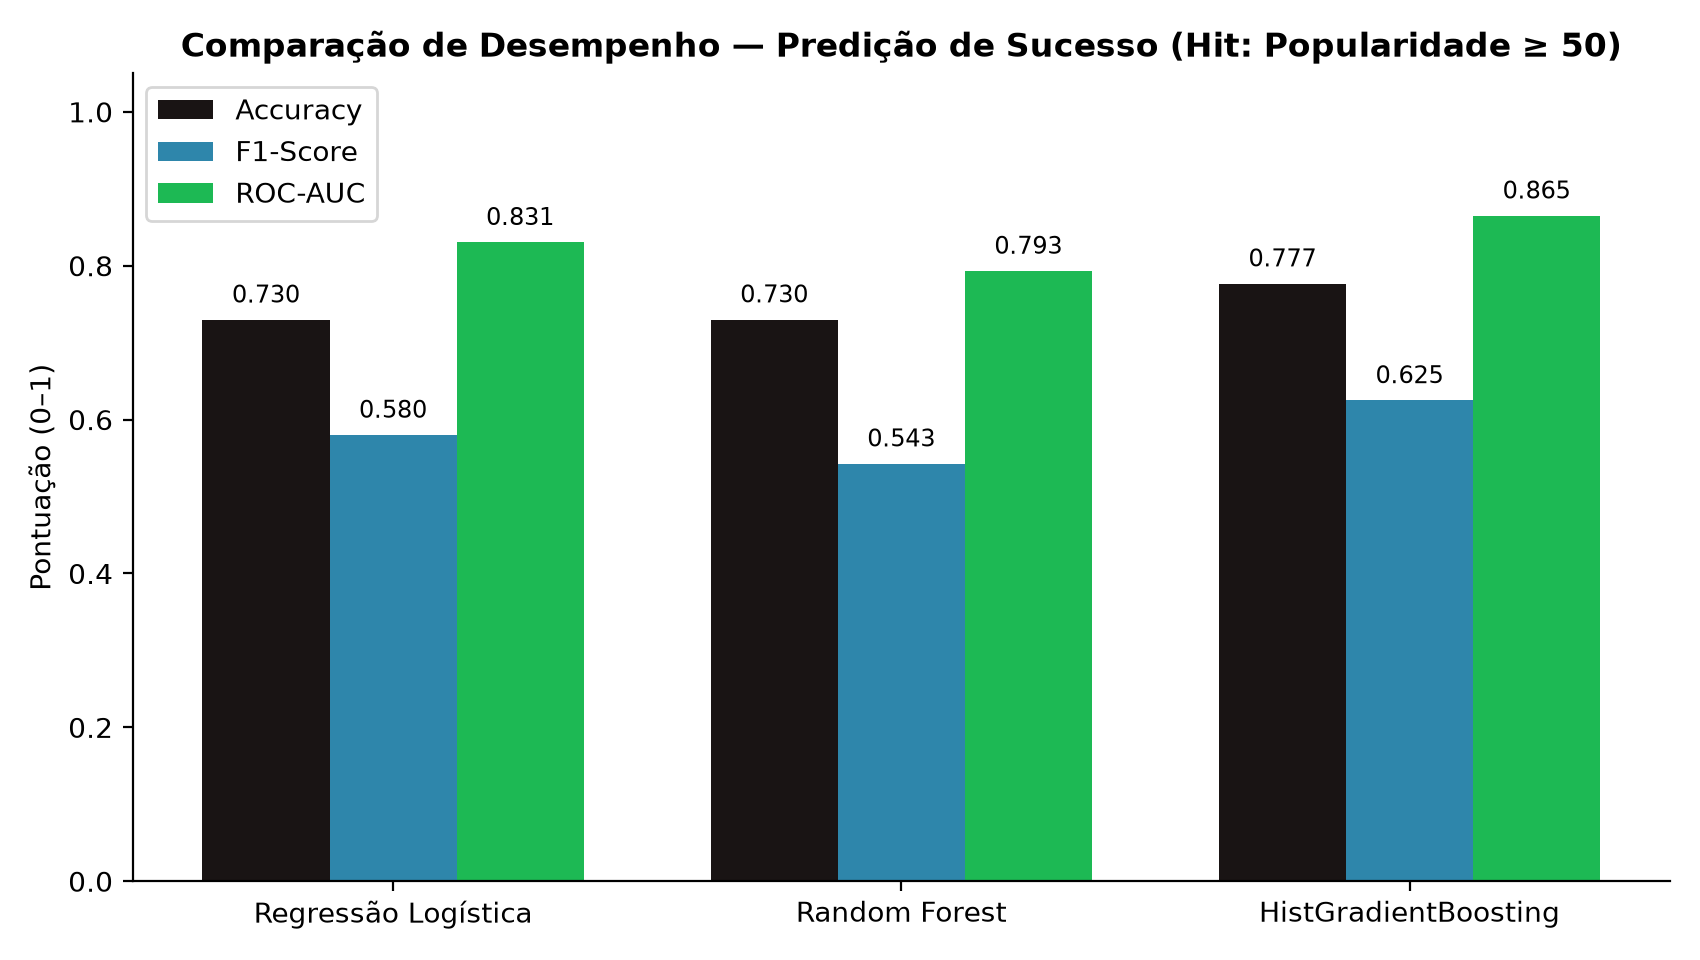 Comparação de Desempenho — Predição de Sucesso (Hit: Popularidade ≥ 50)
Accuracy
F1-Score
ROC-AUC
Pontuação (0–1)
1.0
0.8
0.6
0.4
0.2
0.0
0.730
0.580
0.831
0.730
0.543
0.793
0.777
0.625
0.865
Regressão Logística
Random Forest
HistGradientBoosting